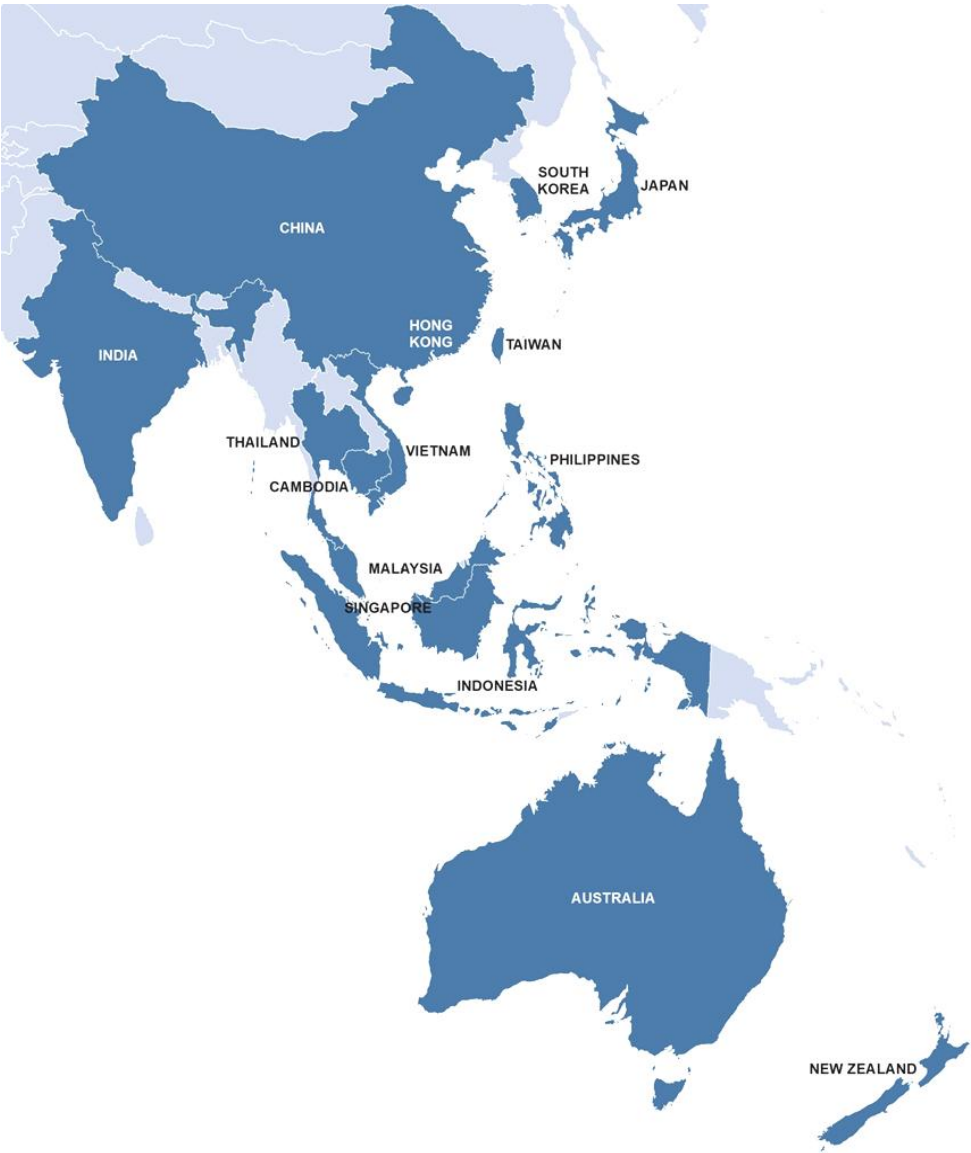 SOUTH
KOREA
JAPAN
CHINA
HONG
KONG
TAIWAN
INDIA
THAILAND
VIETNAM
PHILIPPINES
CAMBODIA
MALAYSIA
SINGAPORE
INDONESIA
AUSTRALIA
NEW ZEALAND